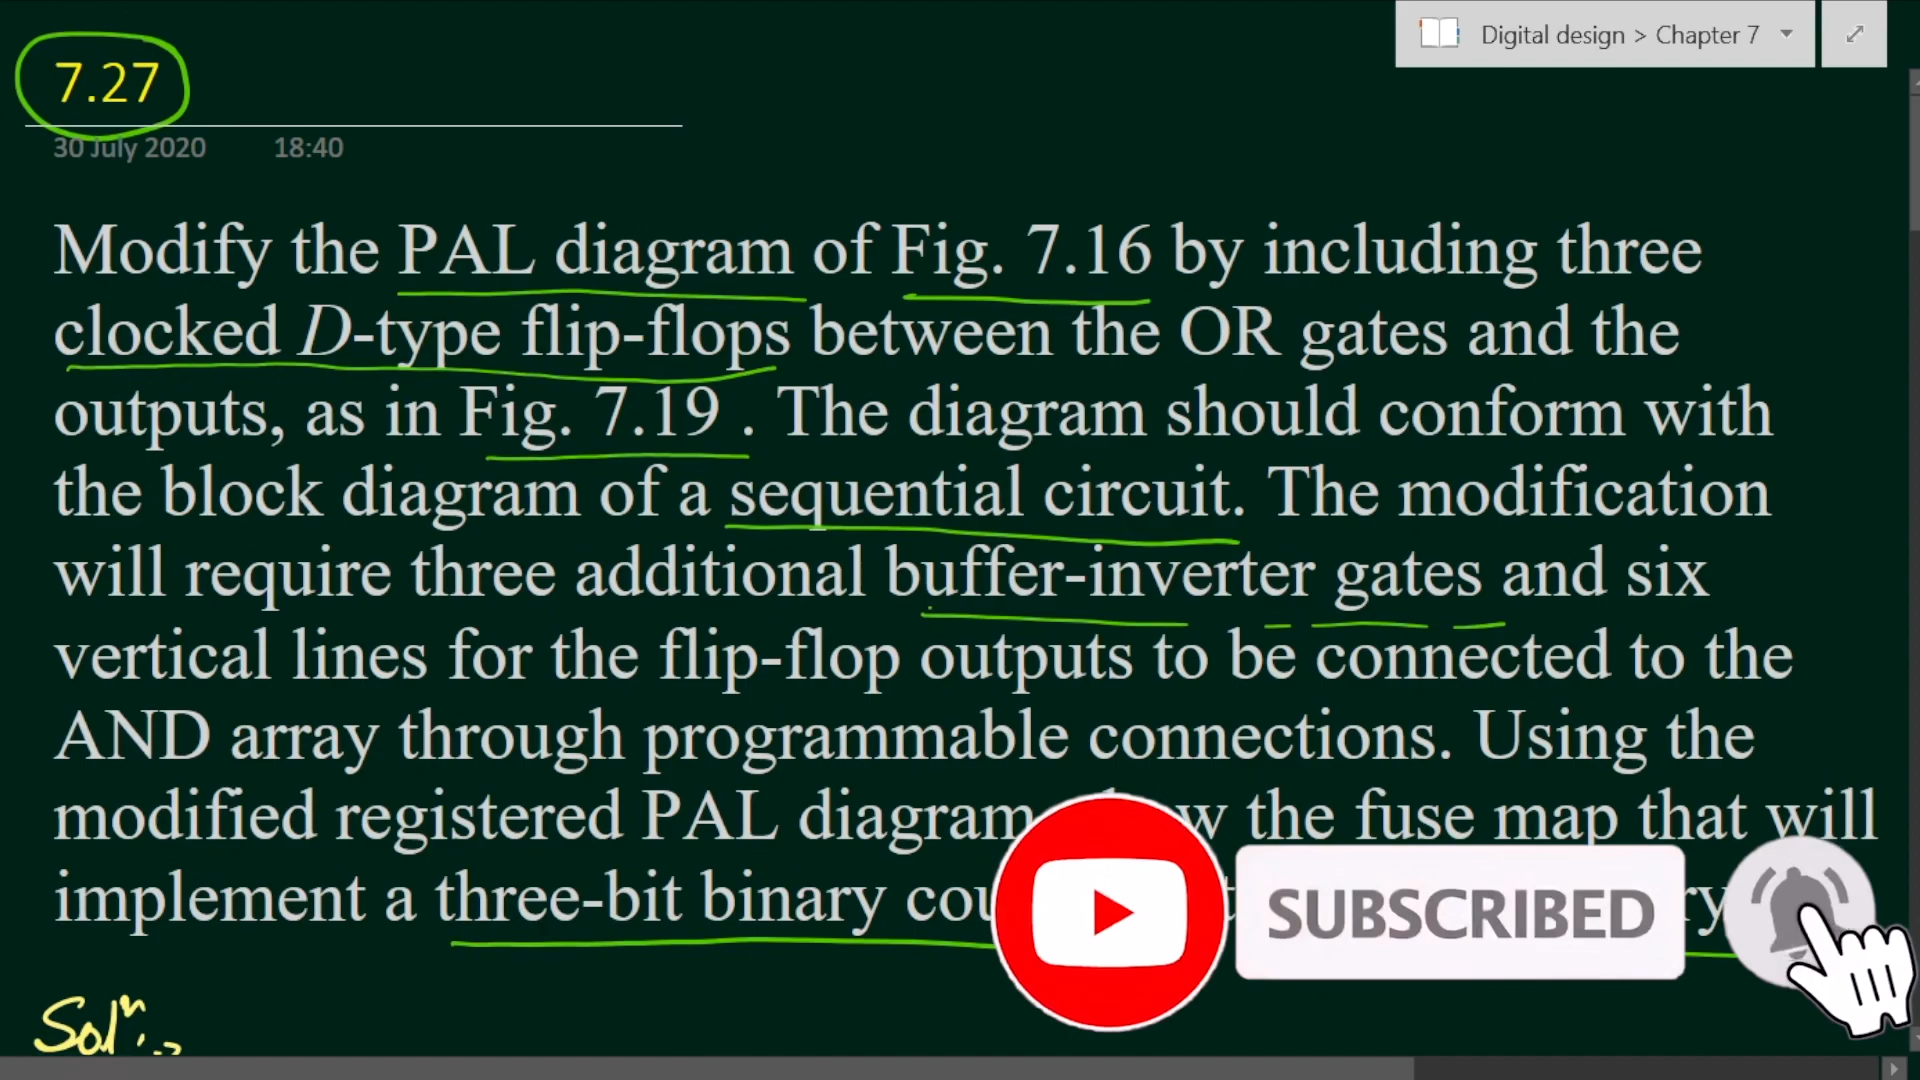 Digital design > Chapter 7
7.27
30 July 2020 18:40
Modify the PAL diagram of Fig. 7.16 by including three
clocked D-type flip-flops between the OR gates and the
outputs, as in Fig. 7.19 . The diagram should conform with
the block diagram of a sequential circuit. The modification
will require three additional buffer-inverter gates and six
vertical lines for the flip-flop outputs to be connected to the
AND array through programmable connections. Using the
modified registered PAL diagram the fuse map that will
implement a three-bit binary
SUBSCRIBED
Solⁿ: